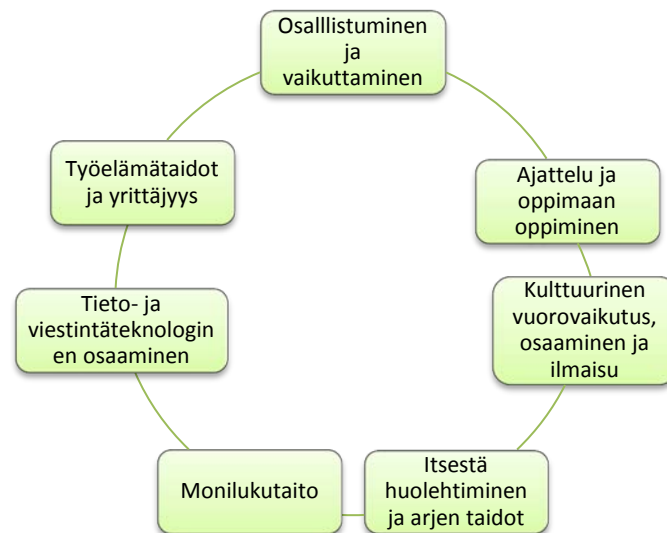 Osalllistuminen
ja
vaikuttaminen
Ajattelu ja
oppimaan
oppiminen
Kulttuurinen
vuorovaikutus,
osaaminen ja
ilmaisu
Itsestä
huolehtiminen
ja arjen taidot
Monilukutaito
Tieto- ja
viestintäteknologin
en osaaminen
Työelämätaidot
ja yrittäjyys